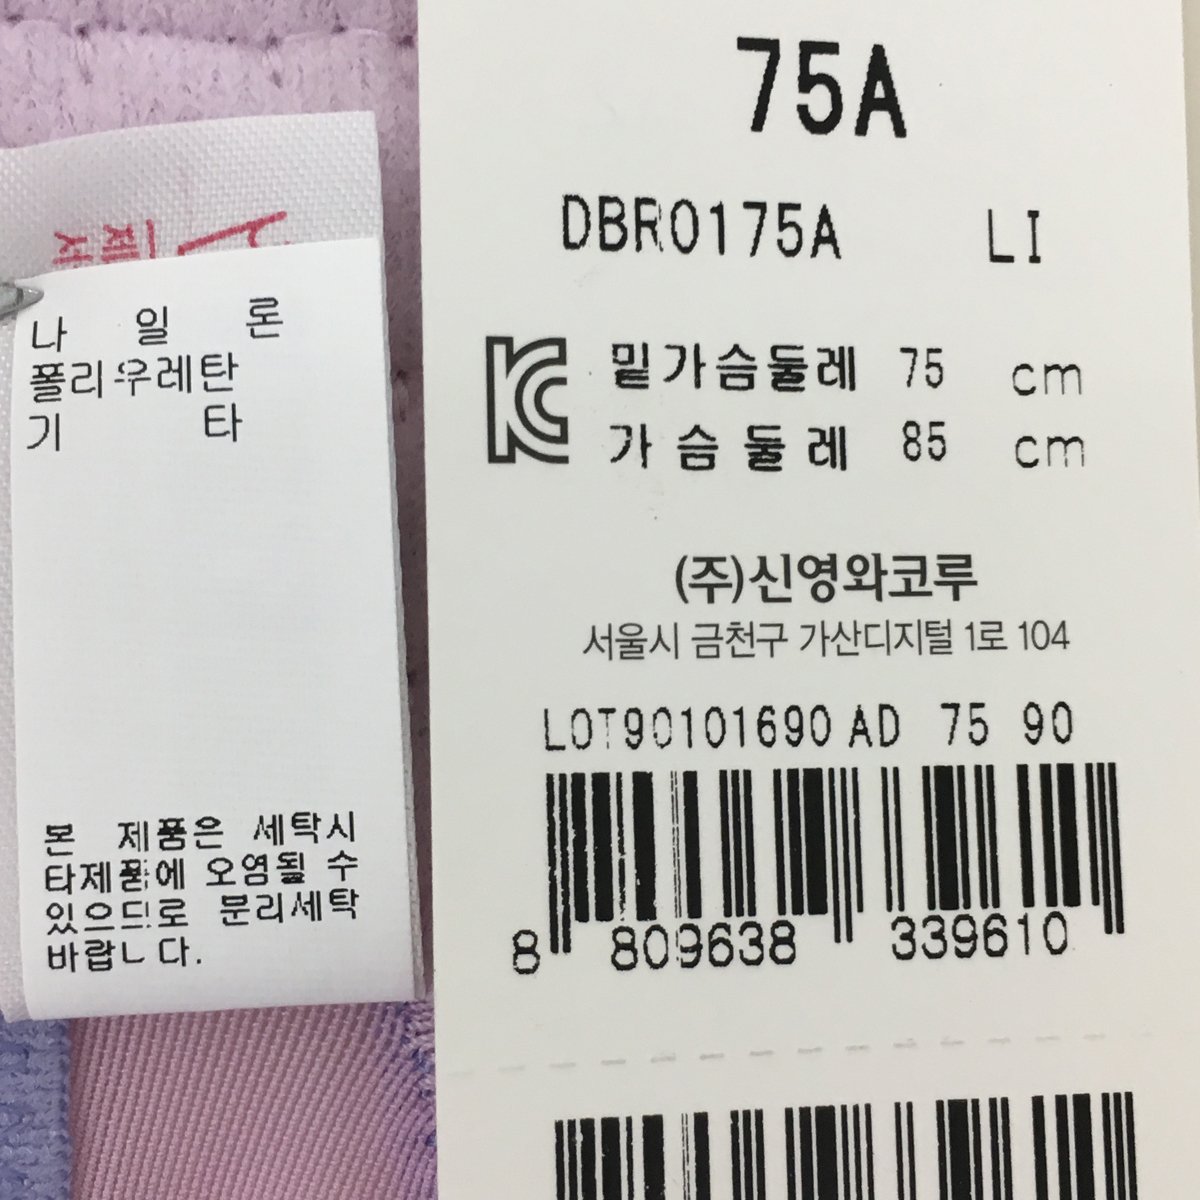 나 일 론
폴리우레탄
기 타
본 제품은 세탁시
타제품에 오염될 수
있으므로 분리세탁
바랍니다.
75A
DBR0175A LI
밑가슴둘레 75 cm
가슴둘레 85 cm
(주)신영와코루
서울시 금천구 가산디지털 1로 104
LOT90101690 AD 75 90
8 809638 339610